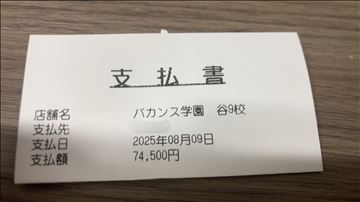 支払書
店舗名 バカンス学園 谷9校
支払先
支払日 2025年08月09日
支払額 74,500円